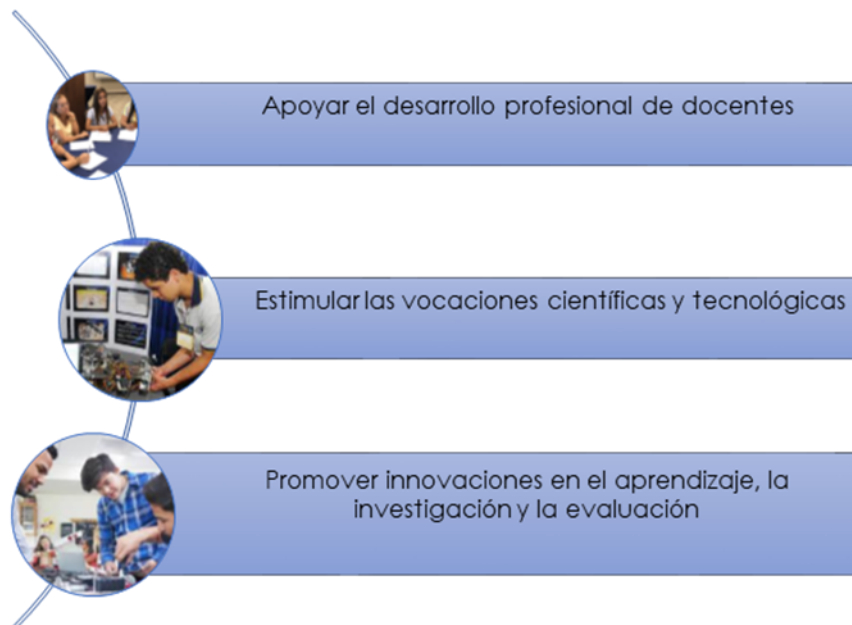 Apoyar el desarrollo profesional de docentes
Estimular las vocaciones científicas y tecnológicas
Promover innovaciones en el aprendizaje, la
investigación y la evaluación